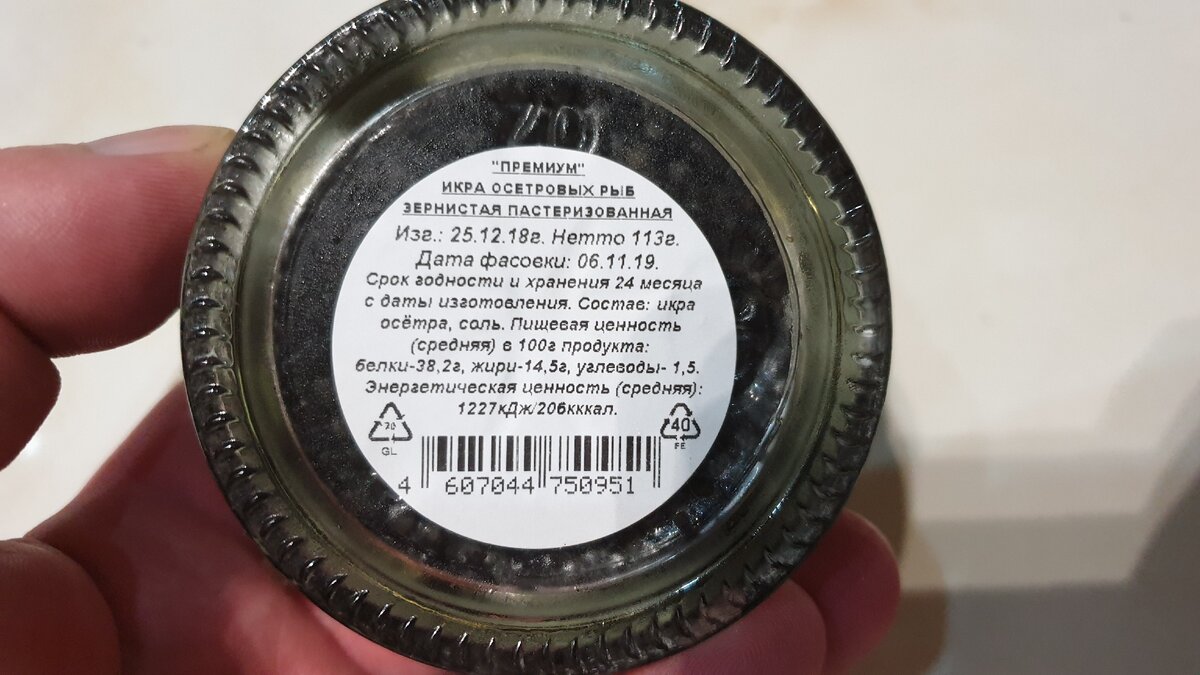 "ПРЕМИУМ"
ИКРА ОСЕТРОВЫХ РЫБ
ЗЕРНИСТАЯ ПАСТЕРИЗОВАННАЯ
Изг.: 25.12.18г. Нетто 113г.
Дата фасовки: 06.11.19.
Срок годности и хранения 24 месяца
с даты изготовления. Состав: икра
осётра, соль. Пищевая ценность
(средняя) в 100г продукта:
белки-38,2г, жири-14,5г, углеводы- 1,5.
Энергетическая ценность (средняя):
1227кДж/206кккал.
40
GL
FE
4 607044 750951